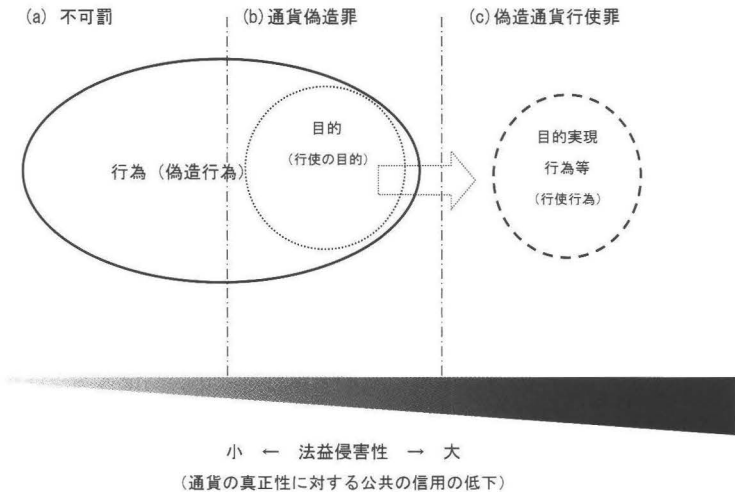 (a) 不可罰
(b) 通貨偽造罪
(c) 偽造通貨行使罪
行為（偽造行為）
目的
（行使の目的）
目的実現
行為等
（行使行為）
小 ← 法益侵害性 → 大
（通貨の真正性に対する公共の信用の低下）